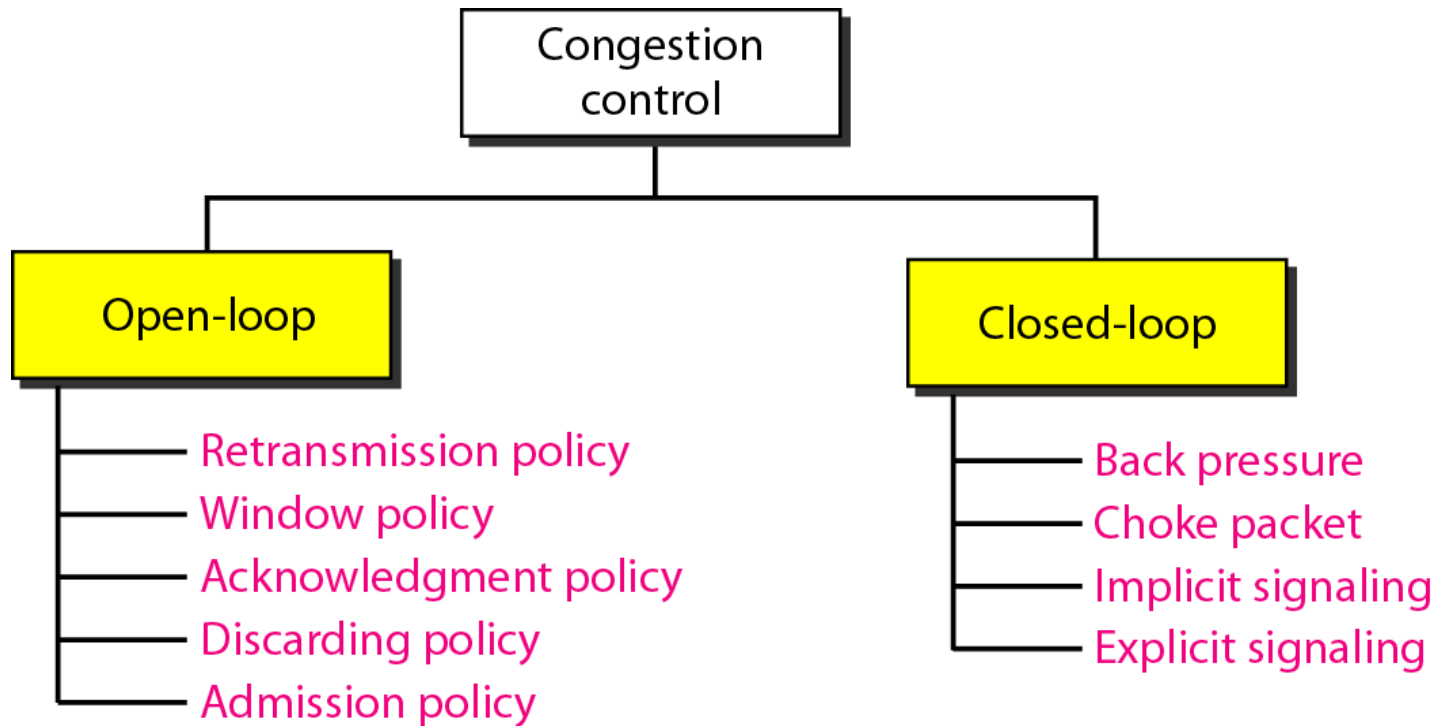 Congestion
control
Open-loop
Retransmission policy
Window policy
Acknowledgment policy
Discarding policy
Admission policy
Closed-loop
Back pressure
Choke packet
Implicit signaling
Explicit signaling